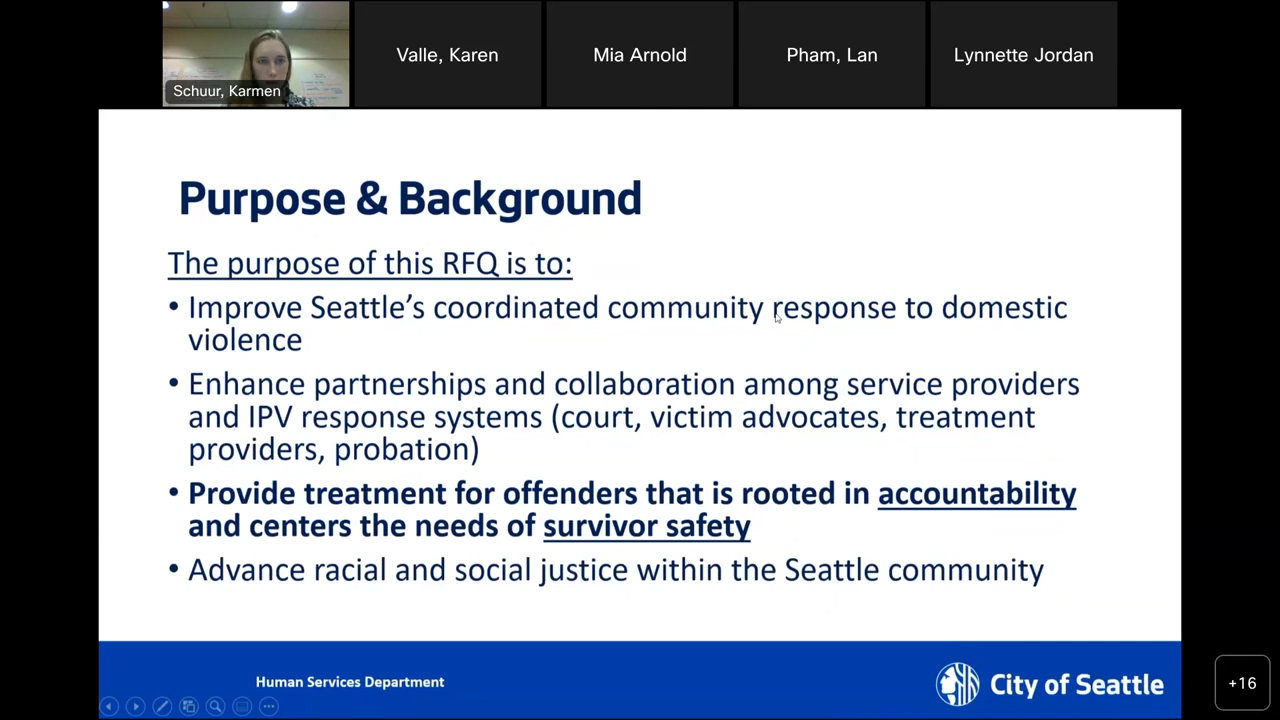 Schuur, Karmen
Valle, Karen
Mia Arnold
Pham, Lan
Lynnette Jordan
Purpose & Background
The purpose of this RFQ is to:
• Improve Seattle's coordinated community response to domestic
violence
• Enhance partnerships and collaboration among service providers
and IPV response systems (court, victim advocates, treatment
providers, probation)
• Provide treatment for offenders that is rooted in accountability
and centers the needs of survivor safety
• Advance racial and social justice within the Seattle community
Human Services Department
City of Seattle
+16